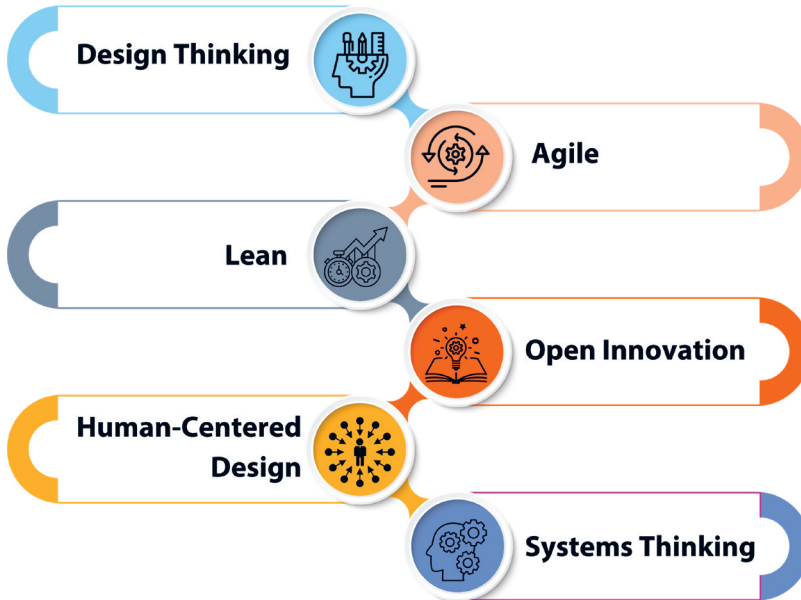 Design Thinking
Agile
Lean
Open Innovation
Human-Centered
Design
Systems Thinking